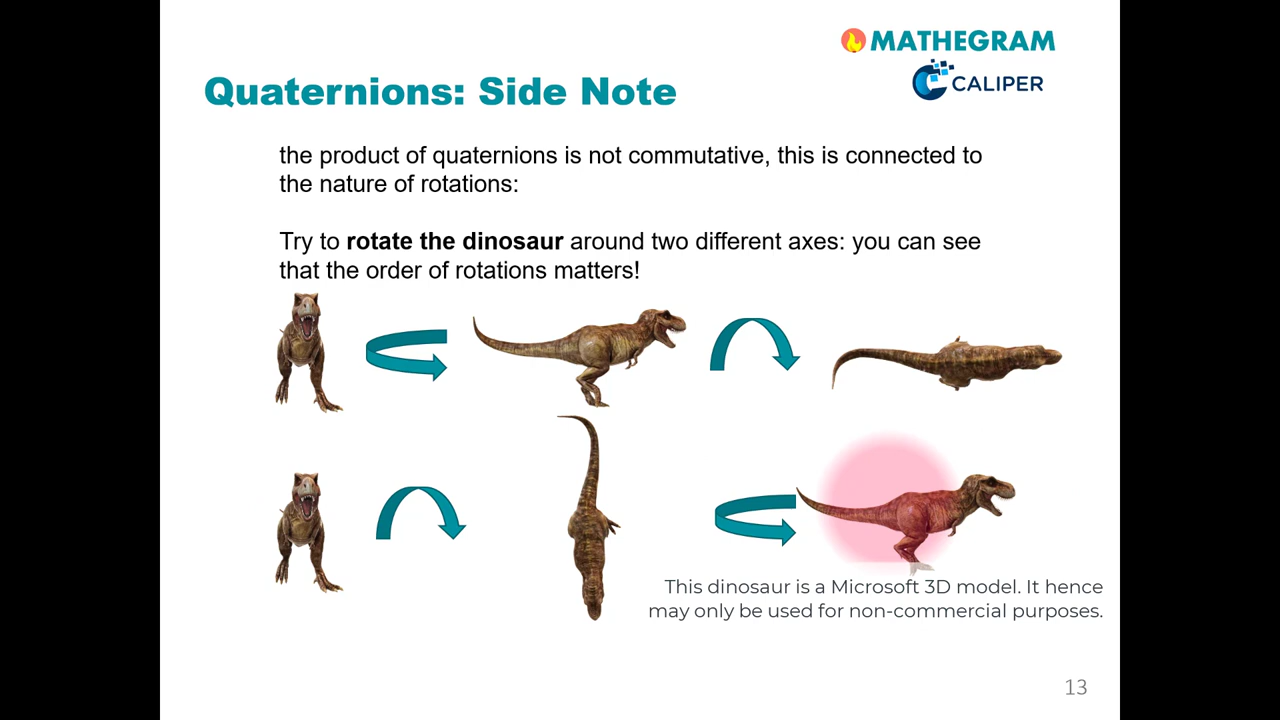 MATHEGRAM
CALIPER
Quaternions: Side Note
the product of quaternions is not commutative, this is connected to
the nature of rotations:
Try to rotate the dinosaur around two different axes: you can see
that the order of rotations matters!
This dinosaur is a Microsoft 3D model. It hence
may only be used for non-commercial purposes.
13